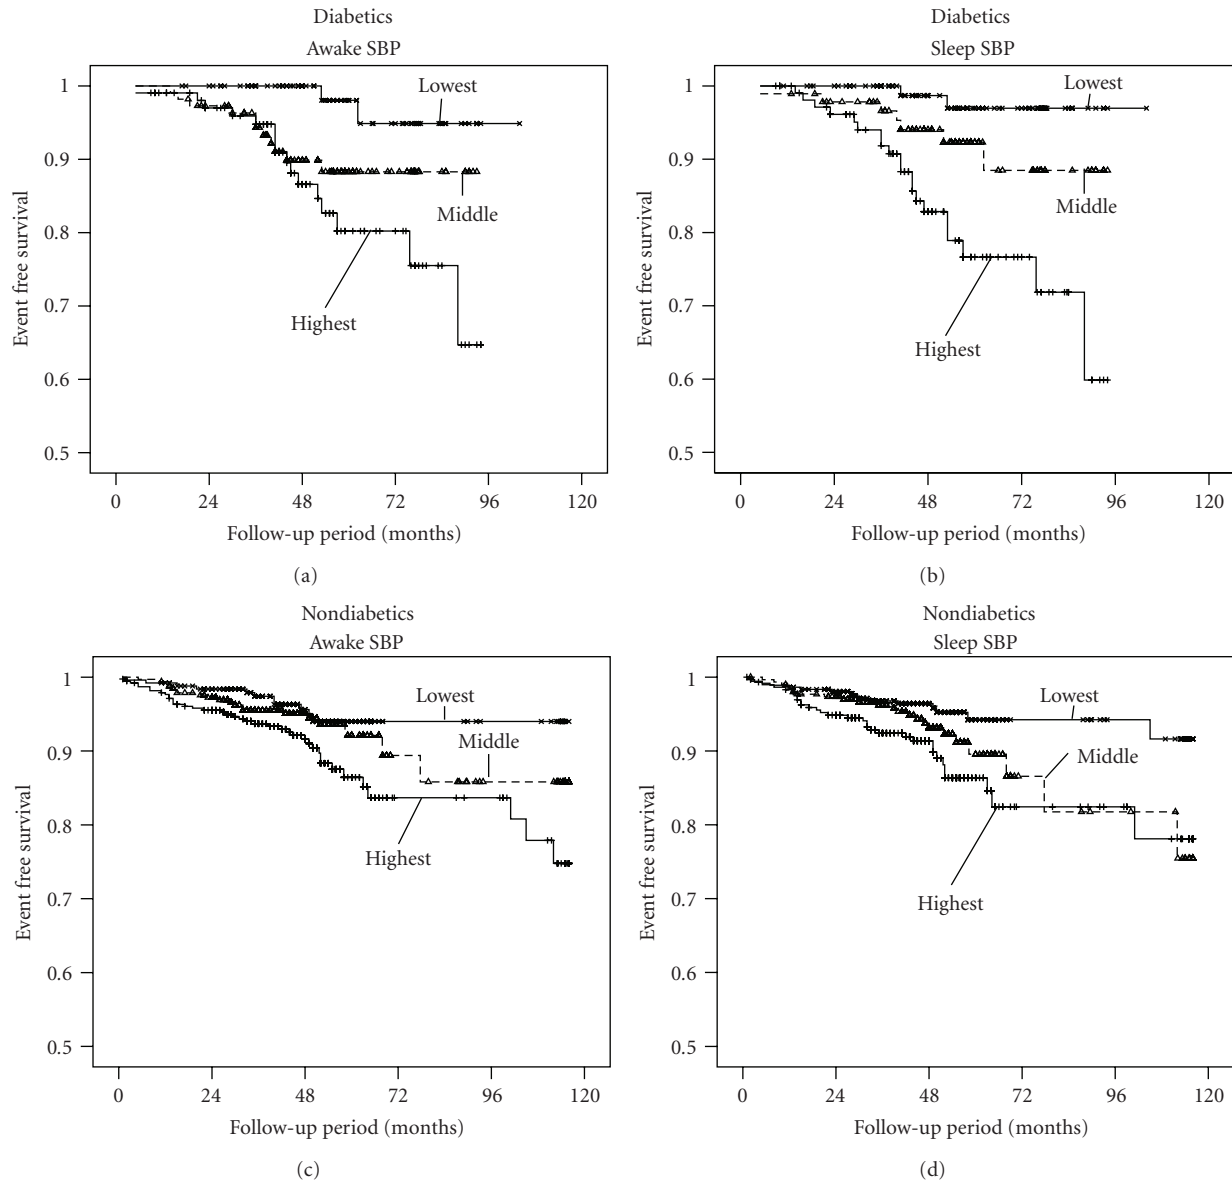 Diabetics
Awake SBP
Event free survival
1
0.9
0.8
0.7
0.6
0.5
Lowest
Middle
Highest
0 24 48 72 96 120
Follow-up period (months)
(a)
Diabetics
Sleep SBP
Event free survival
1
0.9
0.8
0.7
0.6
0.5
Lowest
Middle
Highest
0 24 48 72 96 120
Follow-up period (months)
(b)
Nondiabetics
Awake SBP
Event free survival
1
0.9
0.8
0.7
0.6
0.5
Lowest
Middle
Highest
0 24 48 72 96 120
Follow-up period (months)
(c)
Nondiabetics
Sleep SBP
Event free survival
1
0.9
0.8
0.7
0.6
0.5
Lowest
Middle
Highest
0 24 48 72 96 120
Follow-up period (months)
(d)